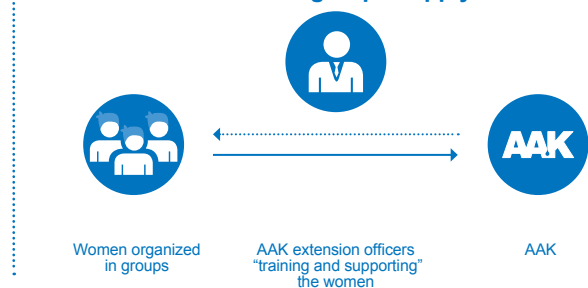 Women organized
in groups
AAK extension officers
“training and supporting”
the women
AAK
AAK